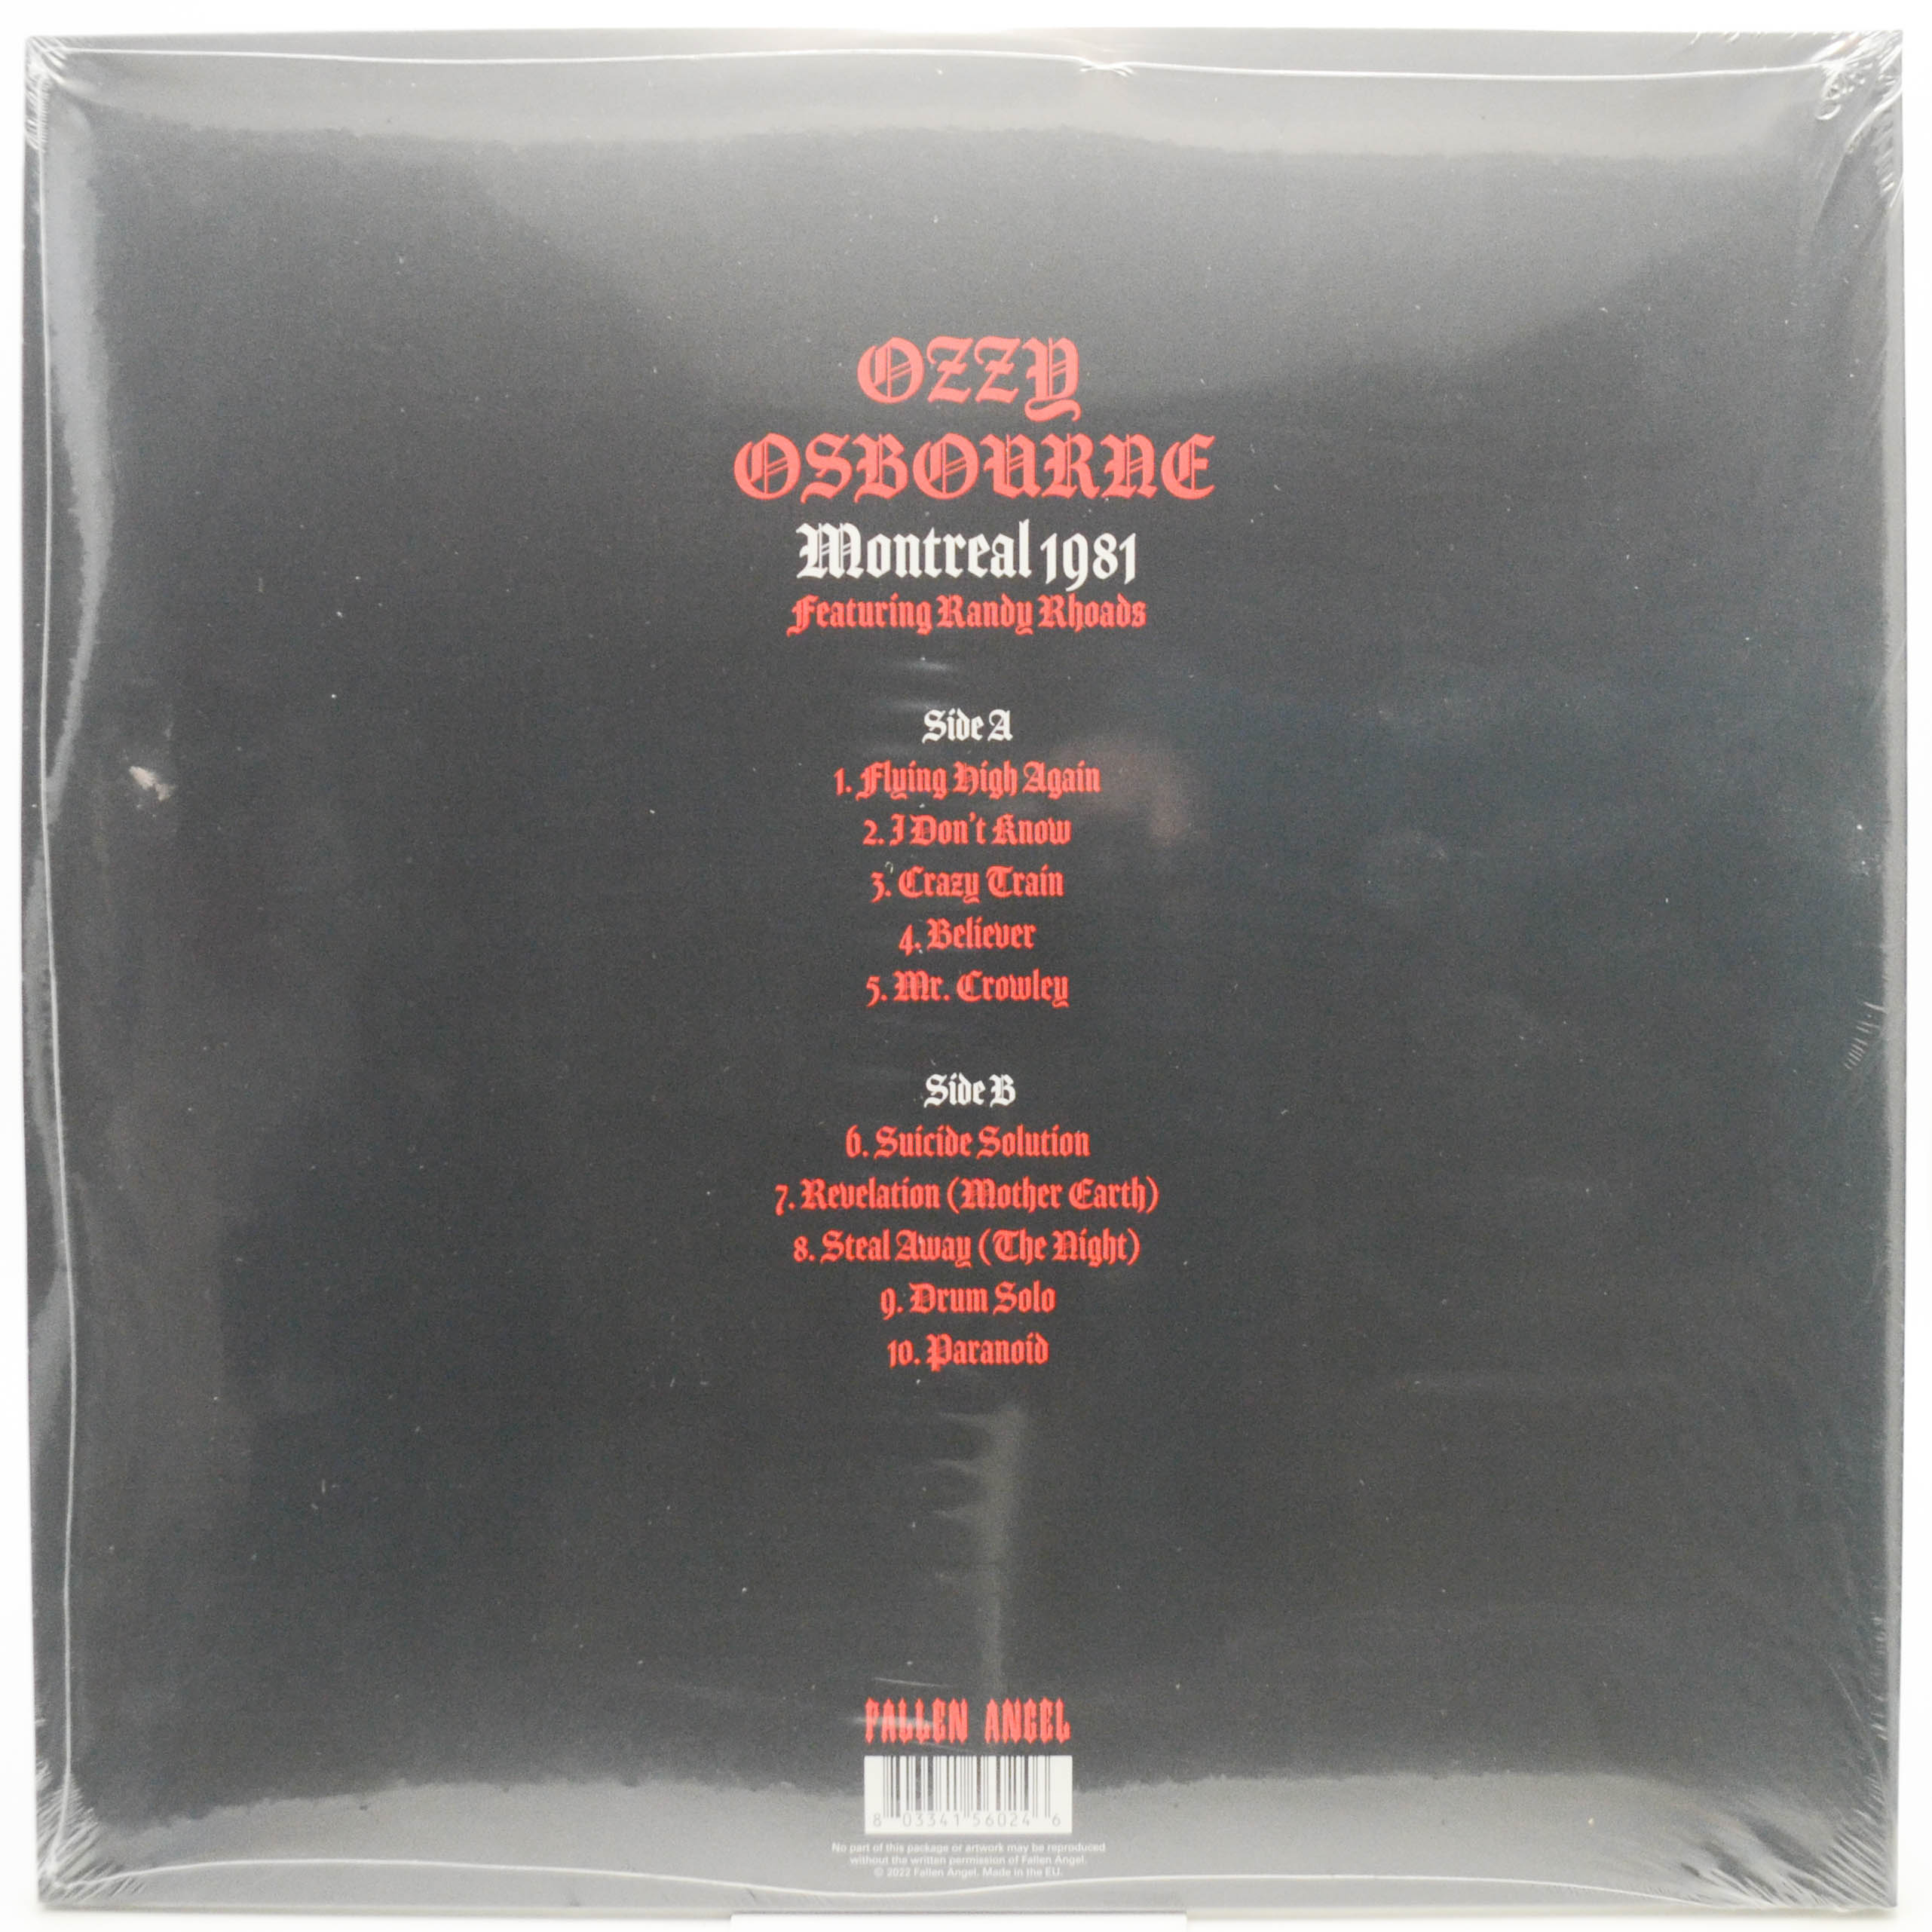 OZZY
OSBOURNE
Montreal 1981
Featuring Randy Rhoads
Side A
1. Flying High Again
2. I Don't Know
3. Crazy Train
4. Believer
5. Mr. Crowley
Side B
6. Suicide Solution
7. Revelation (Mother Earth)
8. Steal Away (The Night)
9. Drum Solo
10. Paranoid
FALLEN ANGEL
8 03341 56024 6
No part of this package or artwork may be reproduced
without the written permission of Fallen Angel.
© 2022 Fallen Angel. Made in the EU.